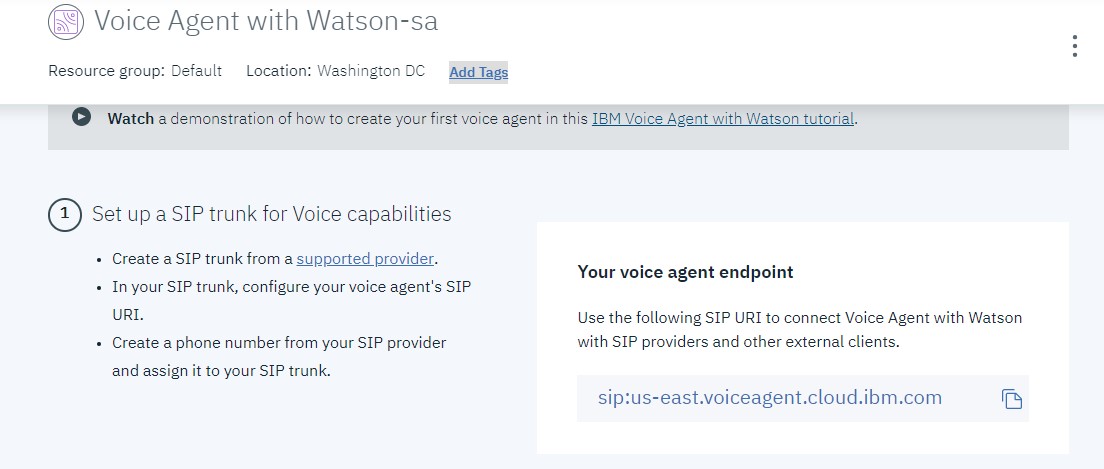 Voice Agent with Watson-sa
Resource group: Default Location: Washington DC Add Tags
Watch a demonstration of how to create your first voice agent in this IBM Voice Agent with Watson tutorial.
1 Set up a SIP trunk for Voice capabilities
• Create a SIP trunk from a supported provider.
• In your SIP trunk, configure your voice agent's SIP
URI.
• Create a phone number from your SIP provider
and assign it to your SIP trunk.
Your voice agent endpoint
Use the following SIP URI to connect Voice Agent with Watson
with SIP providers and other external clients.
sip:us-east.voiceagent.cloud.ibm.com